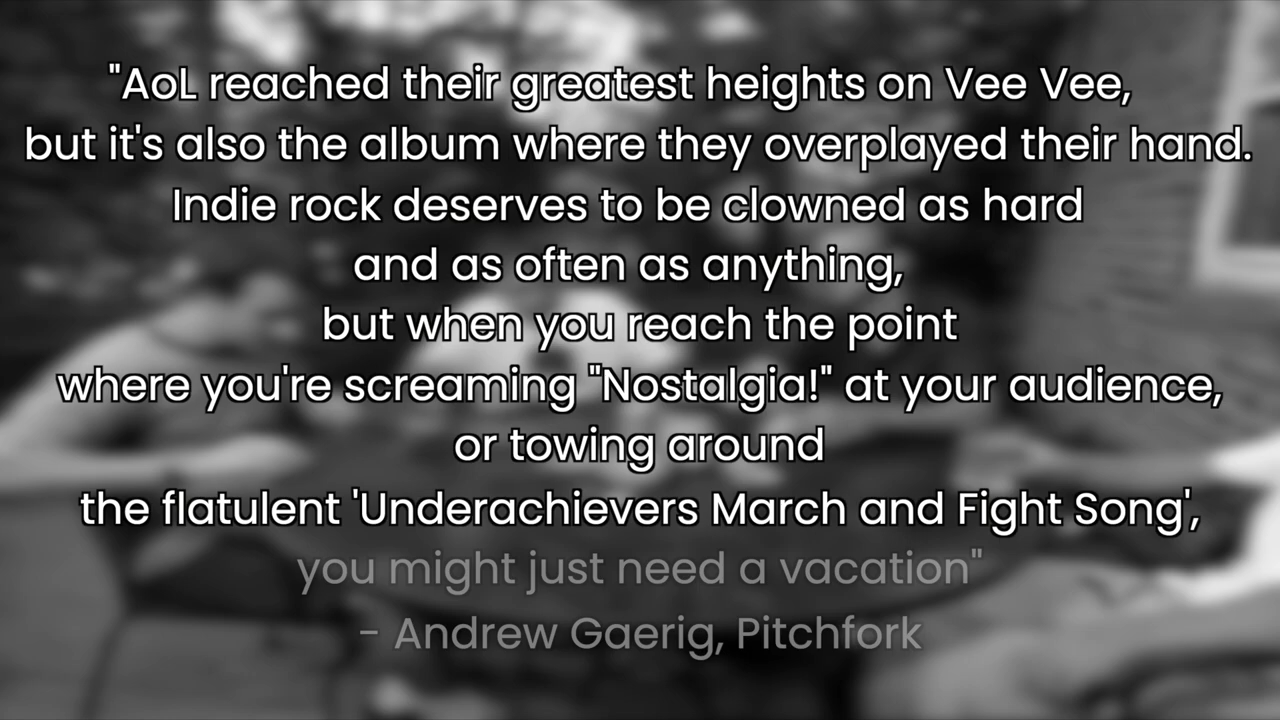 "AoL reached their greatest heights on Vee Vee,
but it's also the album where they overplayed their hand.
Indie rock deserves to be clowned as hard
and as often as anything,
but when you reach the point
where you're screaming "Nostalgia!" at your audience,
or towing around
the flatulent 'Underachievers March and Fight Song',
you might just need a vacation"
- Andrew Gaerig, Pitchfork